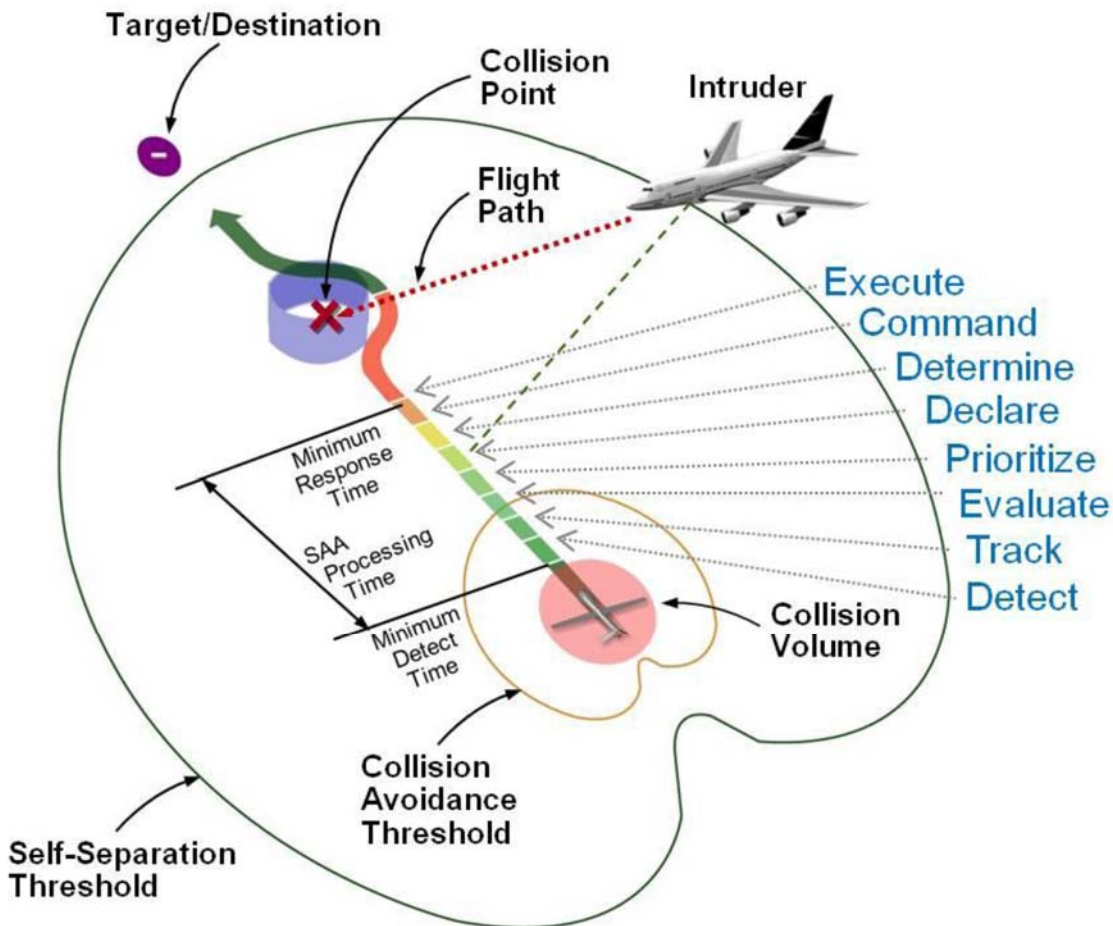 Target/Destination
Collision
Point
Intruder
Flight
Path
Execute
Command
Determine
Declare
Prioritize
Evaluate
Track
Detect
Minimum
Response
Time
SAA
Processing
Time
Minimum
Detect
Time
Collision
Volume
Collision
Avoidance
Threshold
Self-Separation
Threshold